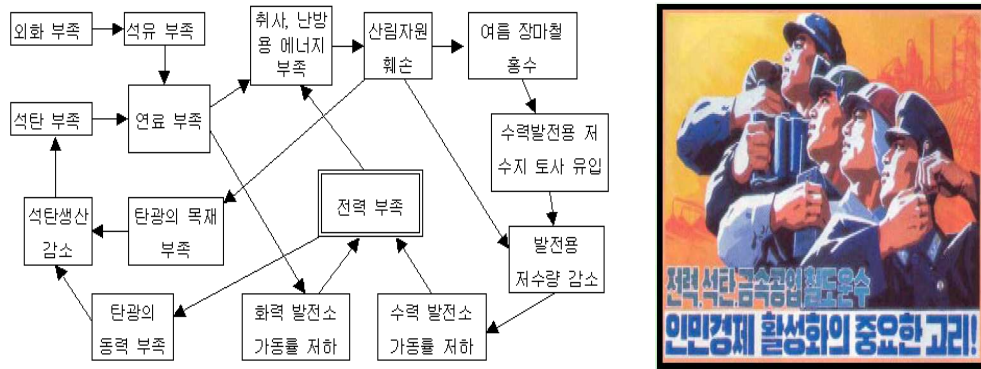 외화 부족
석유 부족
취사, 난방
용 에너지
부족
산림자원
훼손
여름 장마철
홍수
석탄 부족
연료 부족
수력발전용 저
수지 토사 유입
석탄생산
감소
탄광의 목재
부족
전력 부족
발전용
저수량 감소
탄광의
동력 부족
화력 발전소
가동률 저하
수력 발전소
가동률 저하
전력.석탄.금속공업.철도운수
인민경제 활성화의 중요한 고리!